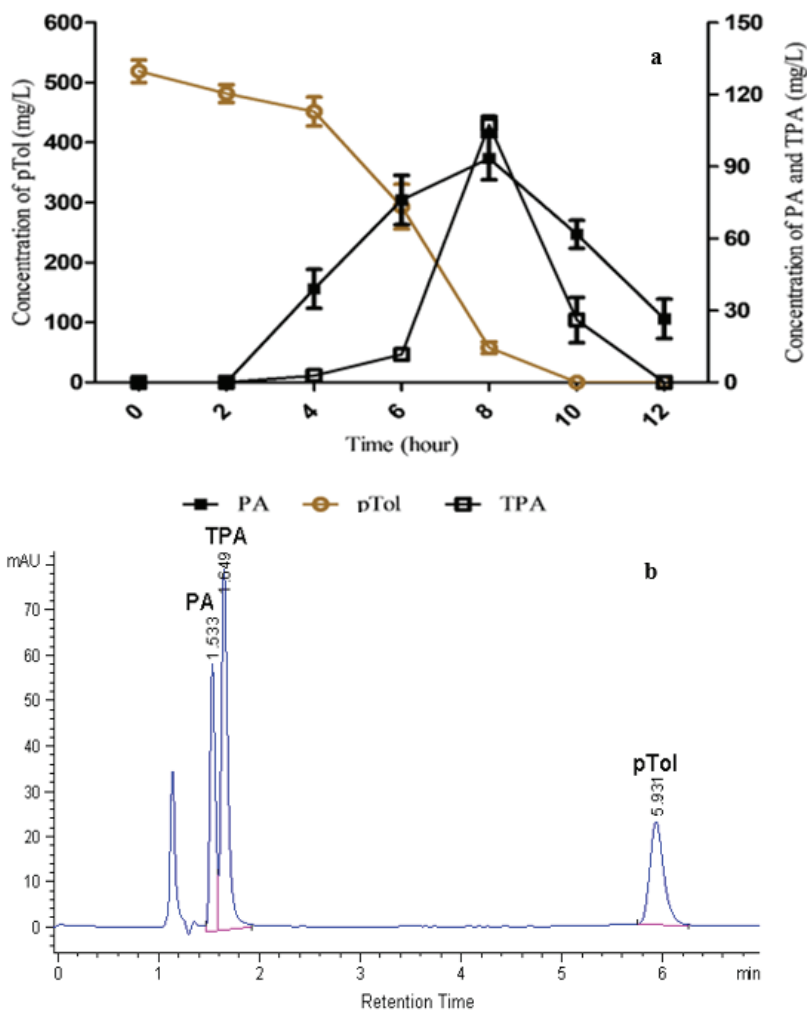 a
Concentration of pTol (mg/L)
600
500
400
300
200
100
0
150
120
90
60
30
0
Concentration of PA and TPA (mg/L)
0 2 4 6 8 10 12
Time (hour)
PA pTol TPA
b
mAU
70
60
50
40
30
20
10
0
PA
1.533
TPA
1.649
pTol
5.931
0 1 2 3 4 5 6 min
Retention Time